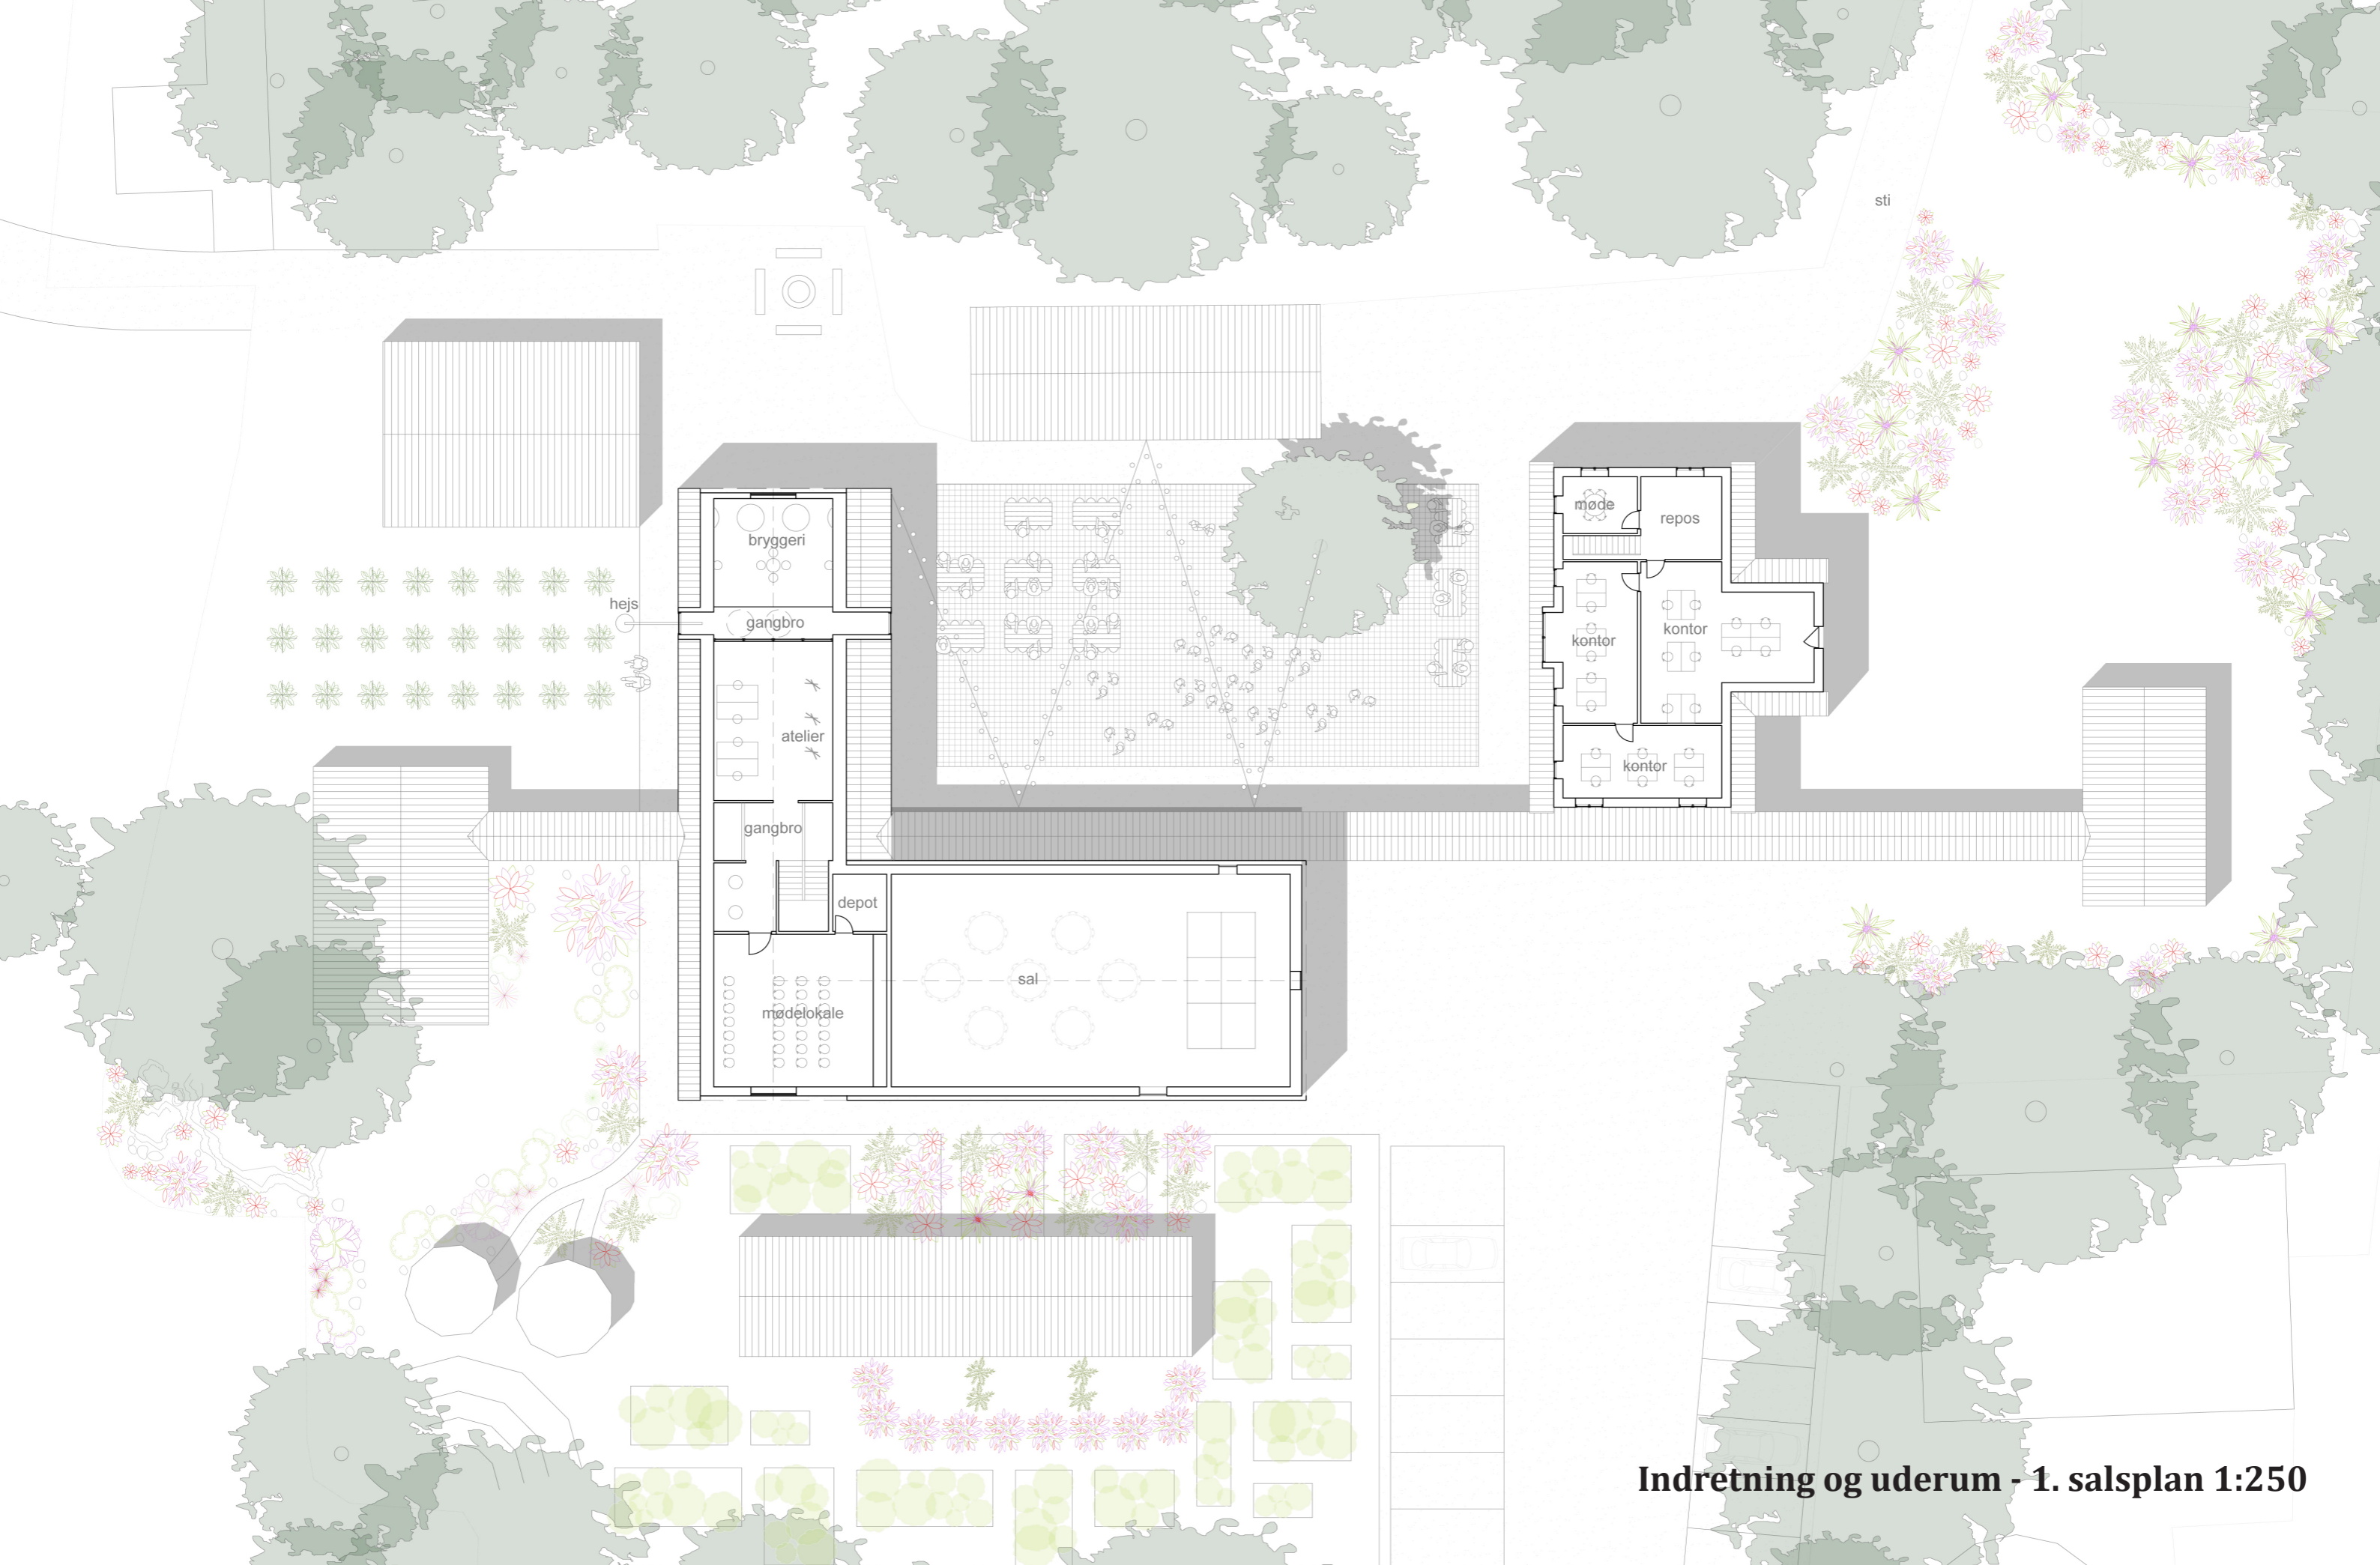 sti
møde
repos
bryggeri
hejs
gangbro
kontor
kontor
atelier
kontor
gangbro
depot
sal
mødelokale
Indretning og uderum - 1. salsplan 1:250